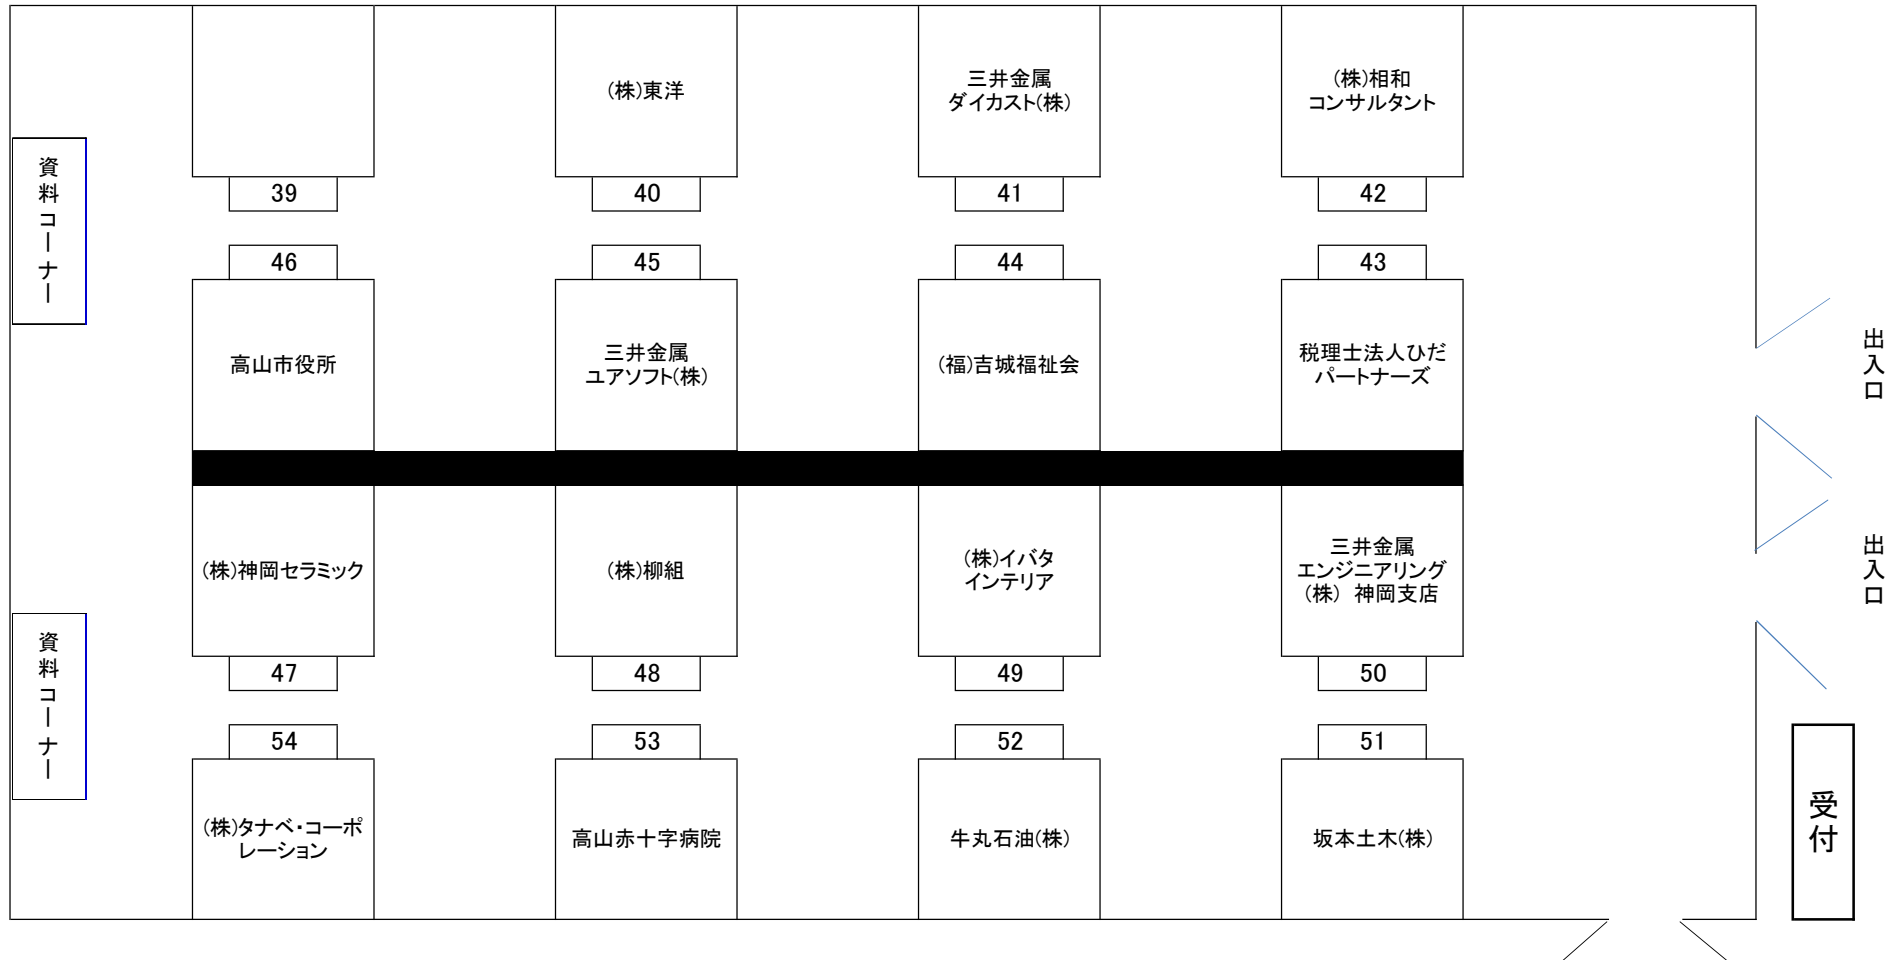 (株)東洋
三井金属
ダイカスト(株)
(株)相和
コンサルタント
39
40
41
42
資料コーナー
46
45
44
43
高山市役所
三井金属
ユアソフト(株)
(福)吉城福祉会
税理士法人ひだ
パートナーズ
出入口
(株)神岡セラミック
(株)柳組
(株)イバタ
インテリア
三井金属
エンジニアリング
(株) 神岡支店
出入口
47
48
49
50
資料コーナー
54
53
52
51
(株)タナベ・コーポ
レーション
高山赤十字病院
牛丸石油(株)
坂本土木(株)
受付